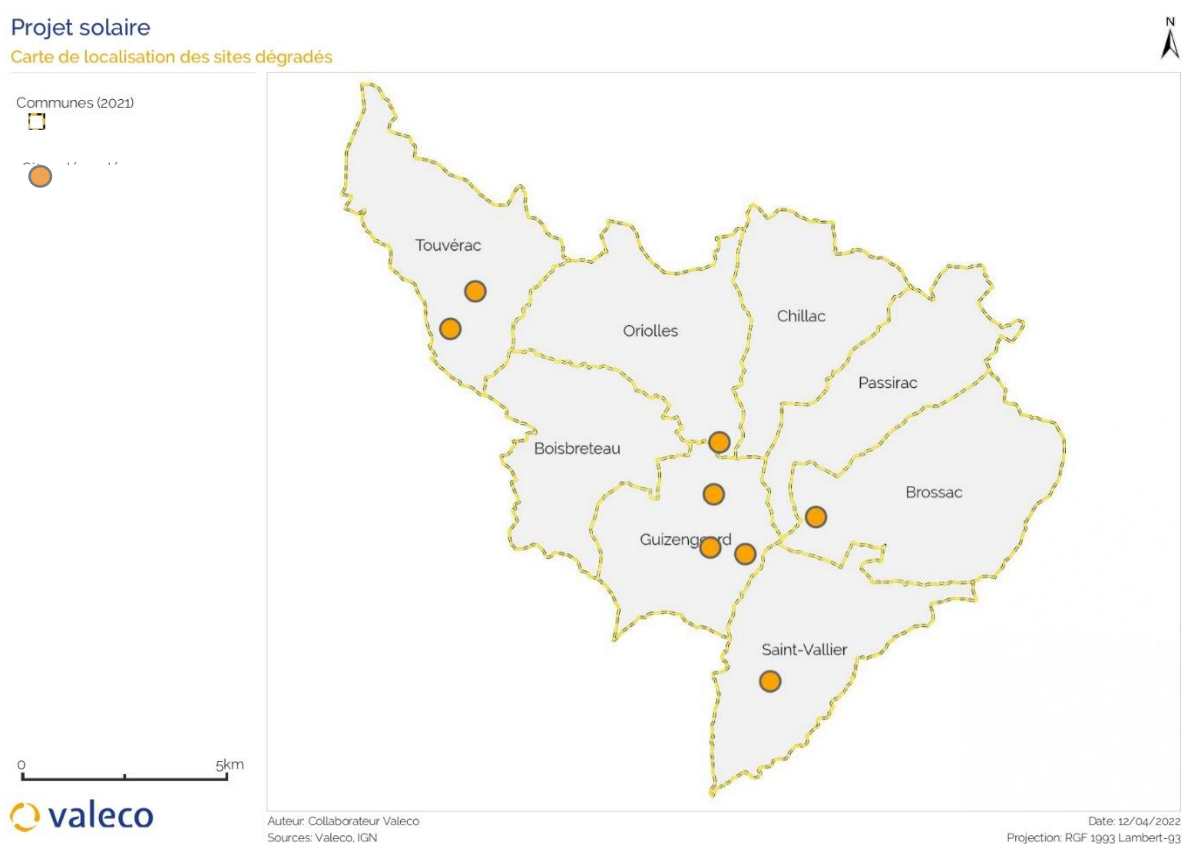 Projet solaire
Carte de localisation des sites dégradés
N
Communes (2021)
Touvérac
Oriolles
Chillac
Passirac
Boisbreteau
Brossac
Saint-Vallier
0 5km
valeco
Auteur: Collaborateur Valeco
Sources: Valeco, IGN
Date: 12/04/2022
Projection: RGF 1993 Lambert-93